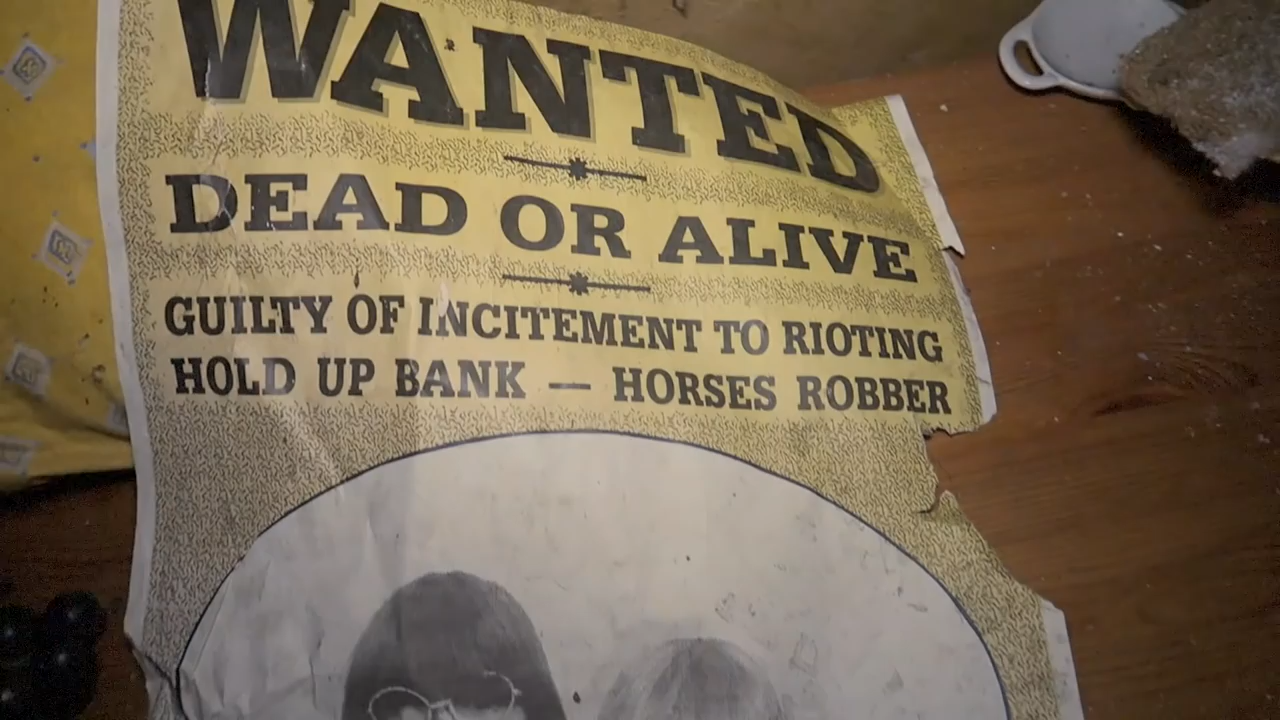 WANTED
DEAD OR ALIVE
GUILTY OF INCITEMENT TO RIOTING
HOLD UP BANK — HORSES ROBBER